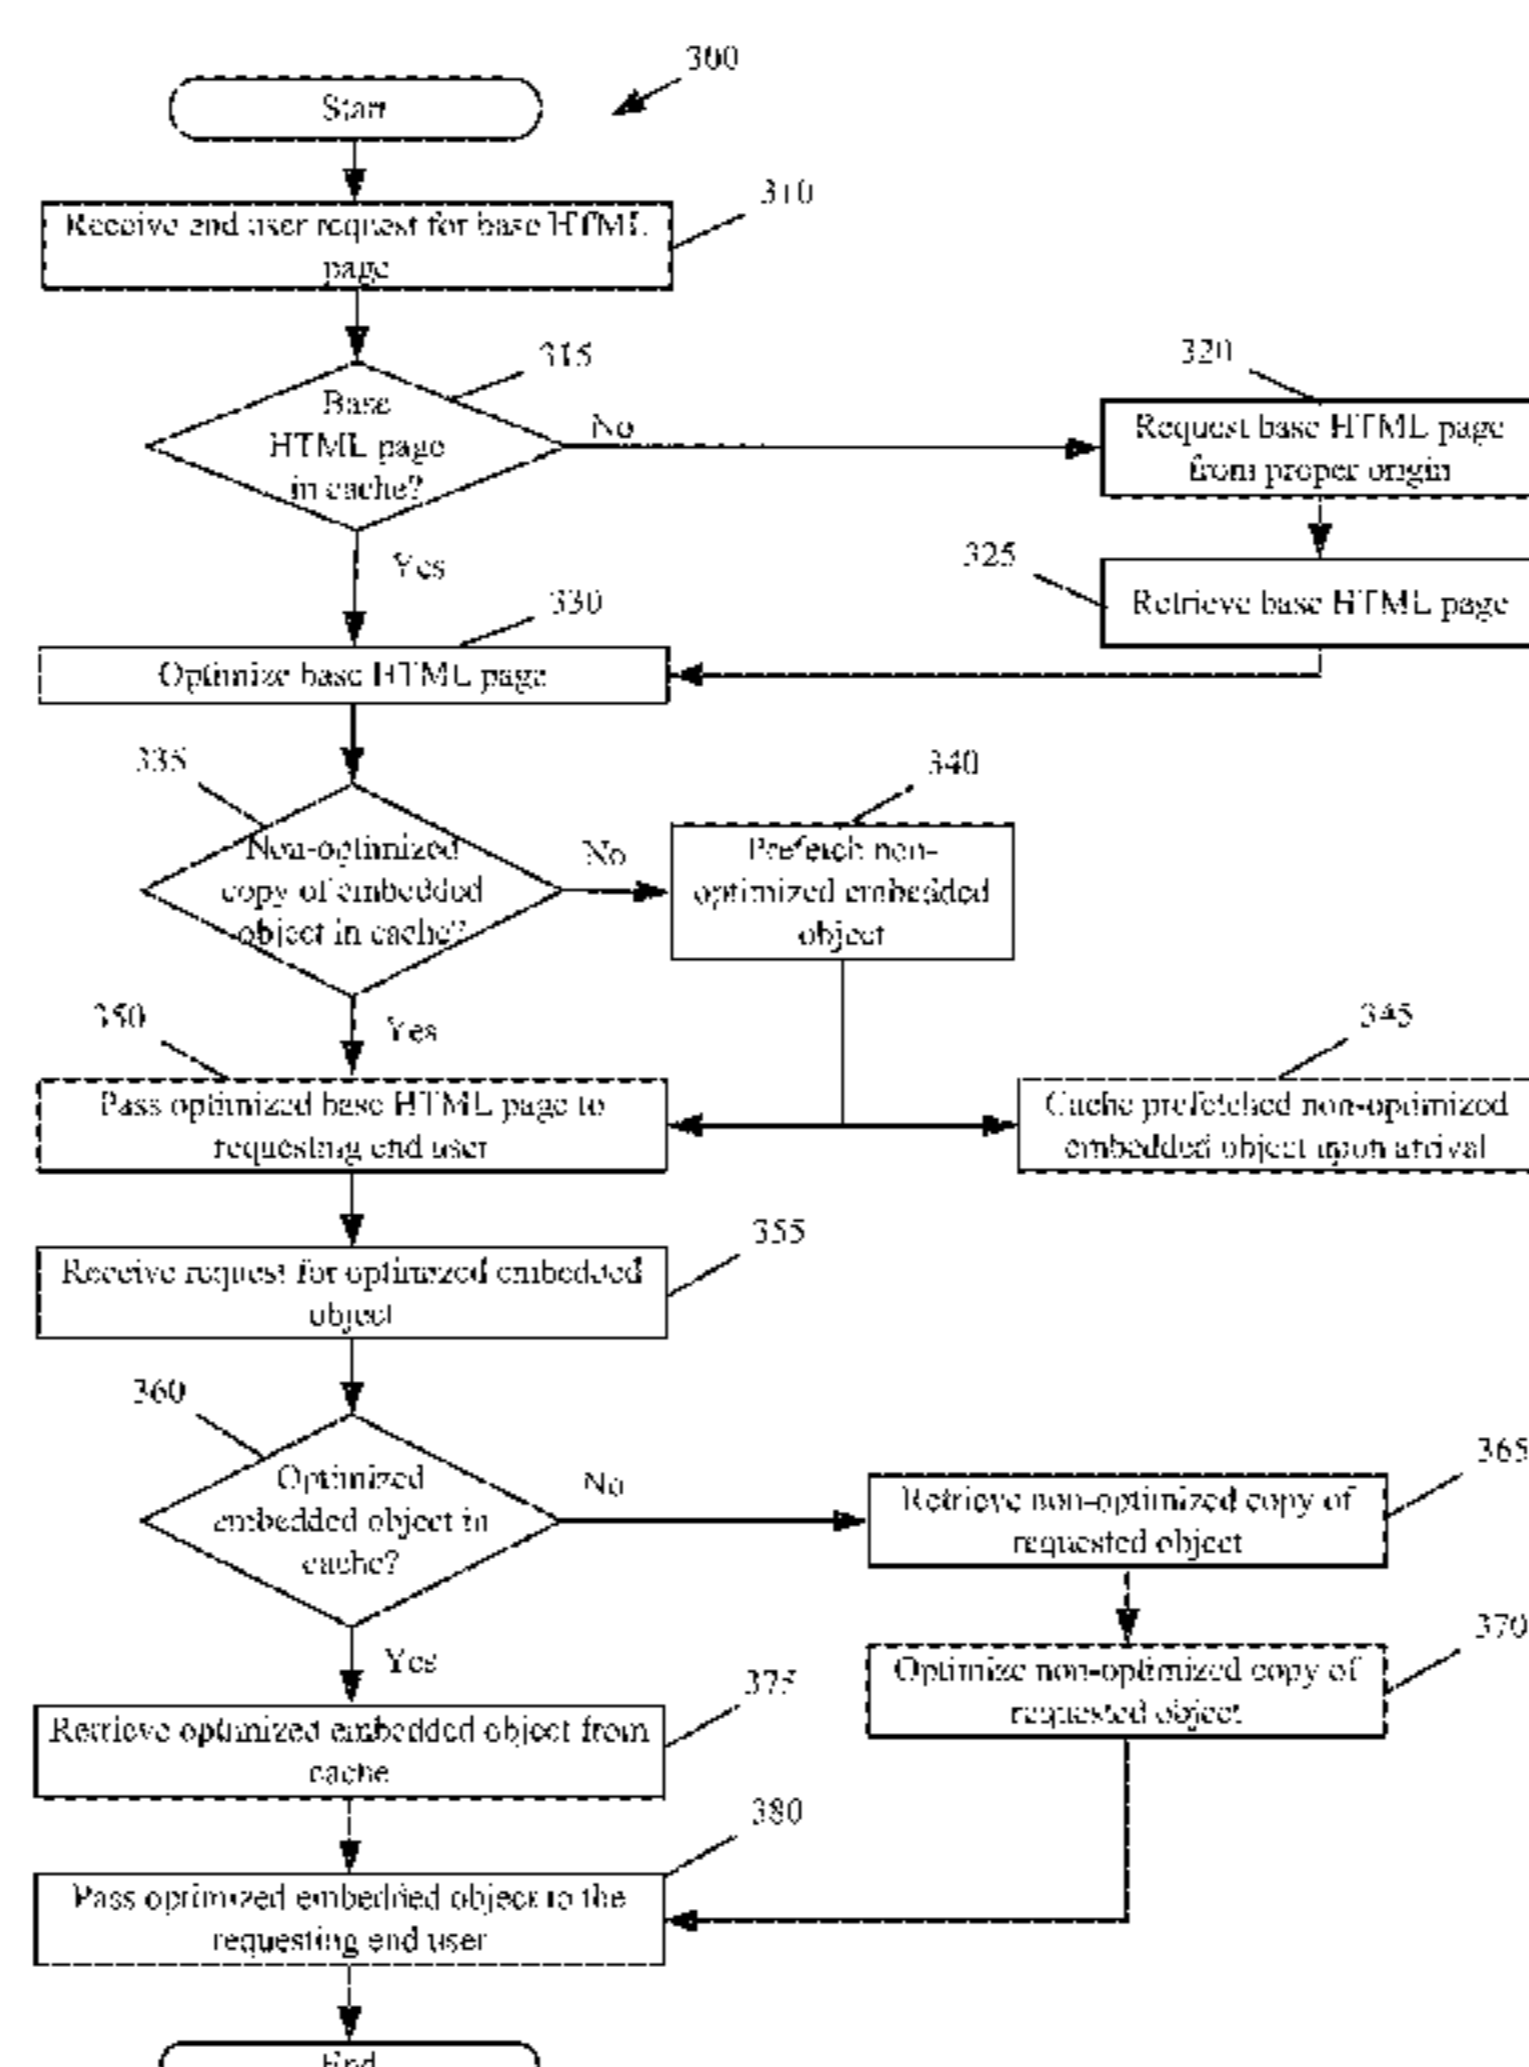 300
Start
310
Receive end user request for base HTML
page
315
Base
HTML page
in cache?
No
Yes
320
Request base HTML page
from proper origin
325
Retrieve base HTML page
330
Optimize base HTML page
335
Non-optimized
copy of embedded
object in cache?
No
Yes
340
Prefetch non-
optimized embedded
object
345
Cache prefetched non-optimized
embedded object upon arrival
350
Pass optimized base HTML page to
requesting end user
355
Receive request for optimized embedded
object
360
Optimized
embedded object in
cache?
No
Yes
365
Retrieve non-optimized copy of
requested object
370
Optimize non-optimized copy of
requested object
375
Retrieve optimized embedded object from
cache
380
Pass optimized embedded object to the
requesting end user
End